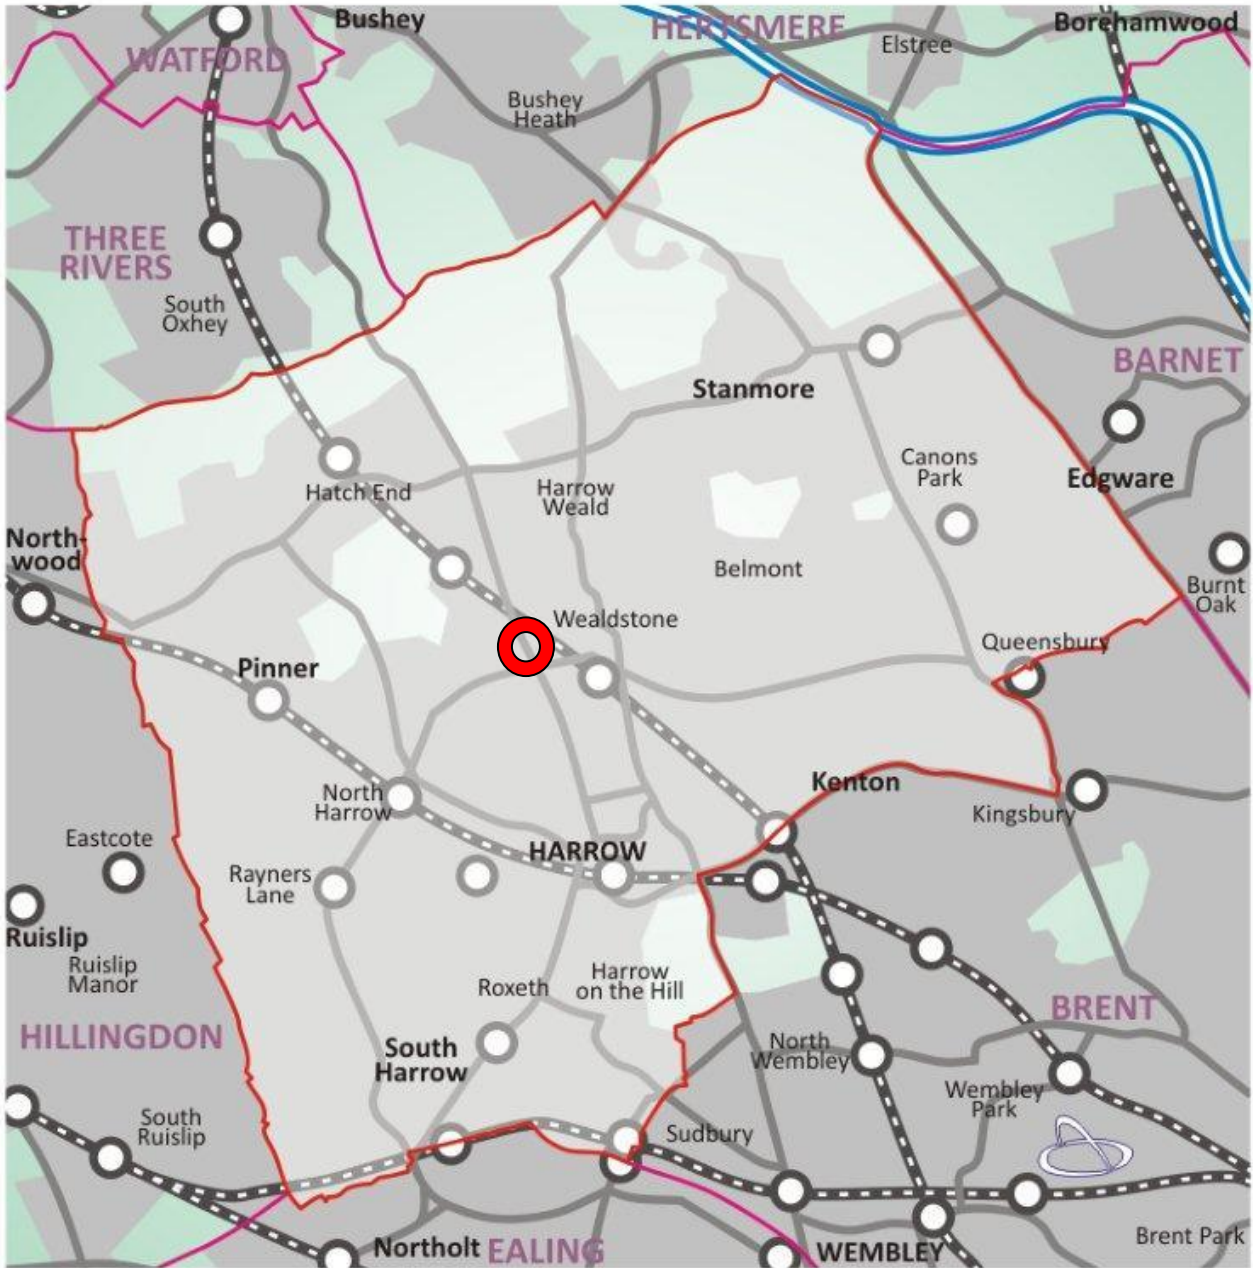 Bushey
HERTSMERE
Borehamwood
Elstree
WATFORD
Bushey
Heath
THREE
RIVERS
South
Oxhey
BARNET
Stanmore
Canons
Park
Edgware
Hatch End
Harrow
Weald
North-
wood
Belmont
Burnt
Oak
Wealdstone
Queensbury
Pinner
Kenton
North
Harrow
Kingsbury
Eastcote
HARROW
Rayners
Lane
Ruislip
Ruislip
Manor
Roxeth
Harrow
on the Hill
HILLINGDON
BRENT
South
Harrow
North
Wembley
Wembley
Park
South
Ruislip
Sudbury
Northolt
EALING
WEMBLEY
Brent Park